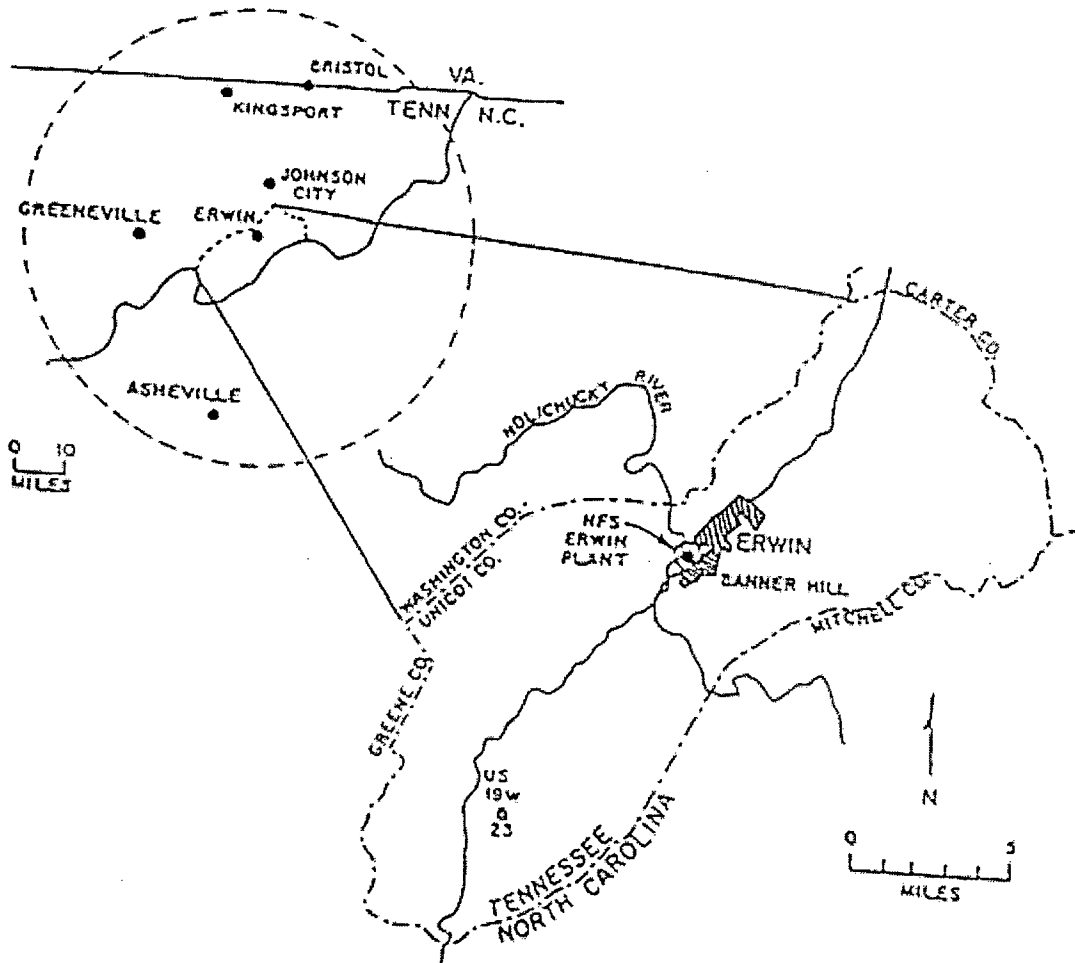 BRISTOL
VA.
KINGSPORT
TENN
N.C.
JOHNSON
CITY
GREENEVILLE
ERWIN
ASHEVILLE
0 10
MILES
CARTER CO.
NOLICHUCKY RIVER
WASHINGTON CO.
UNICOI CO.
NFS
ERWIN
PLANT
ERWIN
BANNER HILL
MITCHELL CO.
GREENE CO.
US
19W
&
23
TENNESSEE
NORTH CAROLINA
N
0 5
MILES